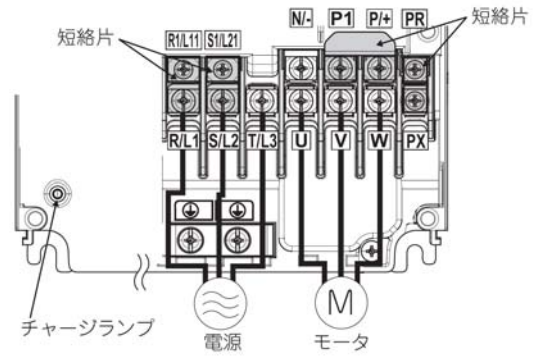 N/- P1 P/+ PR
短絡片
R1/L11 S1/L21
短絡片
R/L1 S/L2 T/L3 U V W PX
M
チャージランプ
電源
モータ